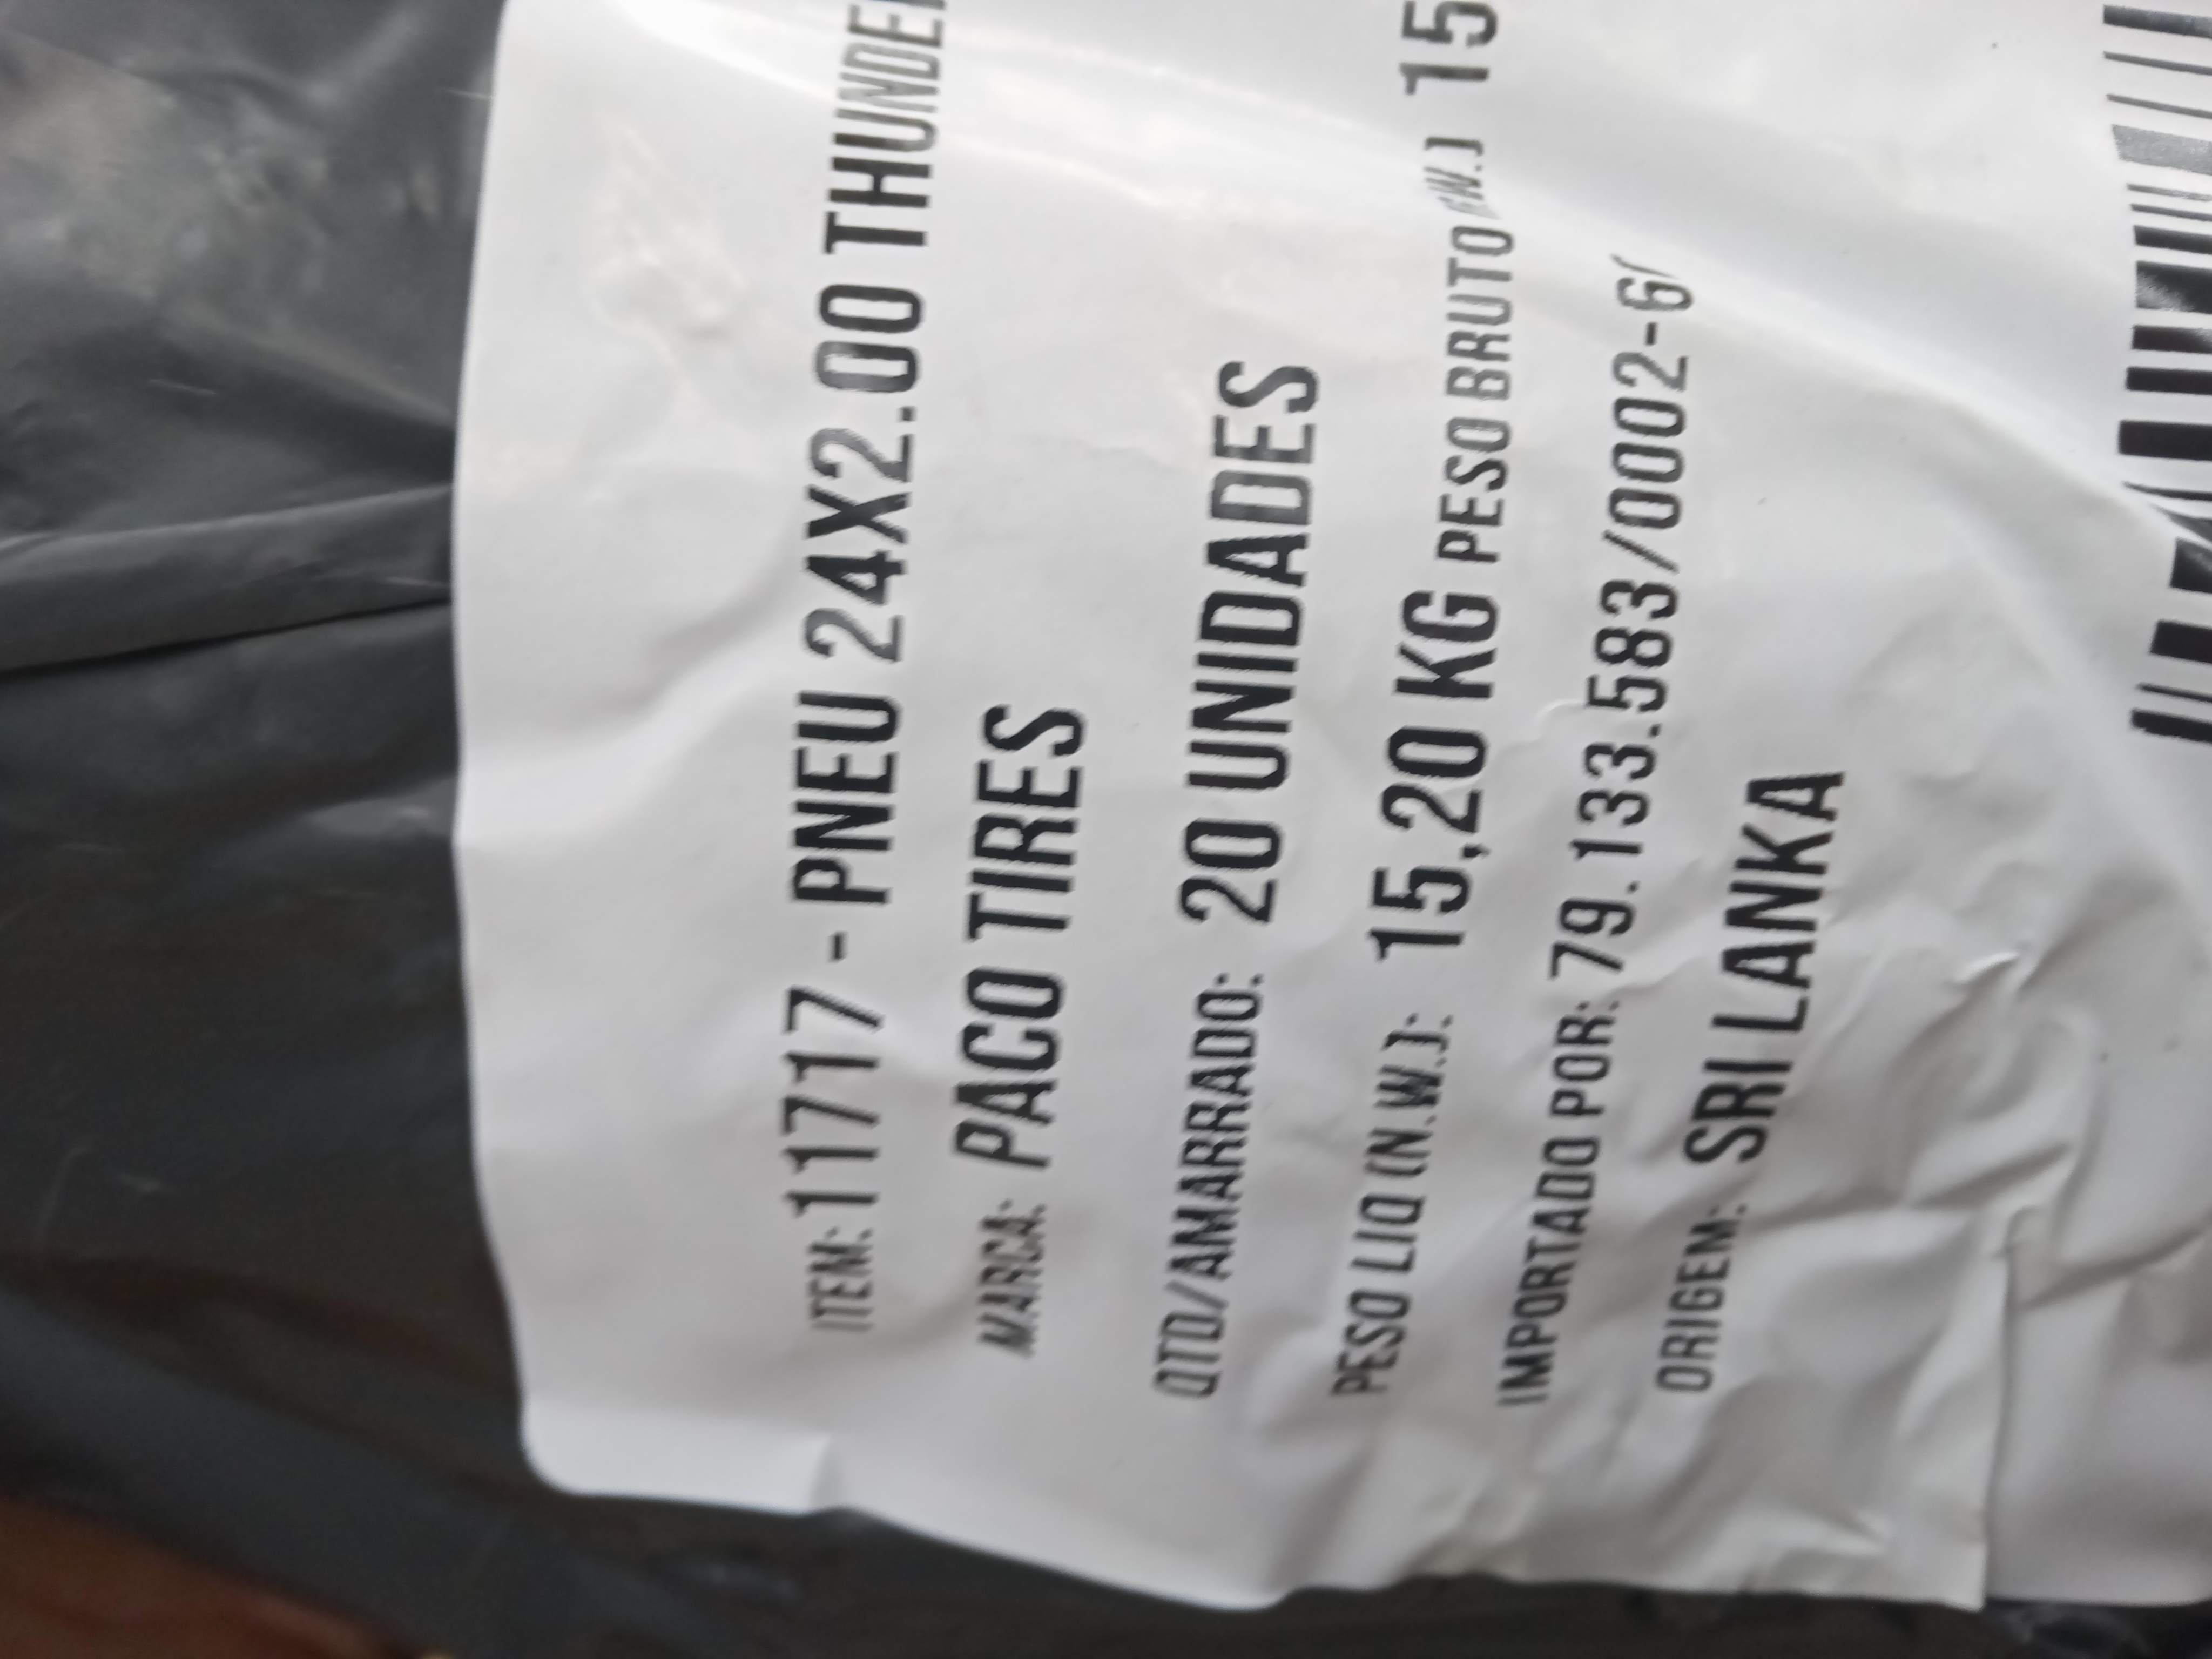 ITEM: 11717 - PNEU 24X2.00
MARCA: PACO TIRES
QTD/AMARRADO: 20 UNIDADES
PESO LIQ (N.W.): 15,20 KG PESO BRUTO 15
IMPORTADO POR: 79.133.583/0002-6
ORIGEM: SRI LANKA